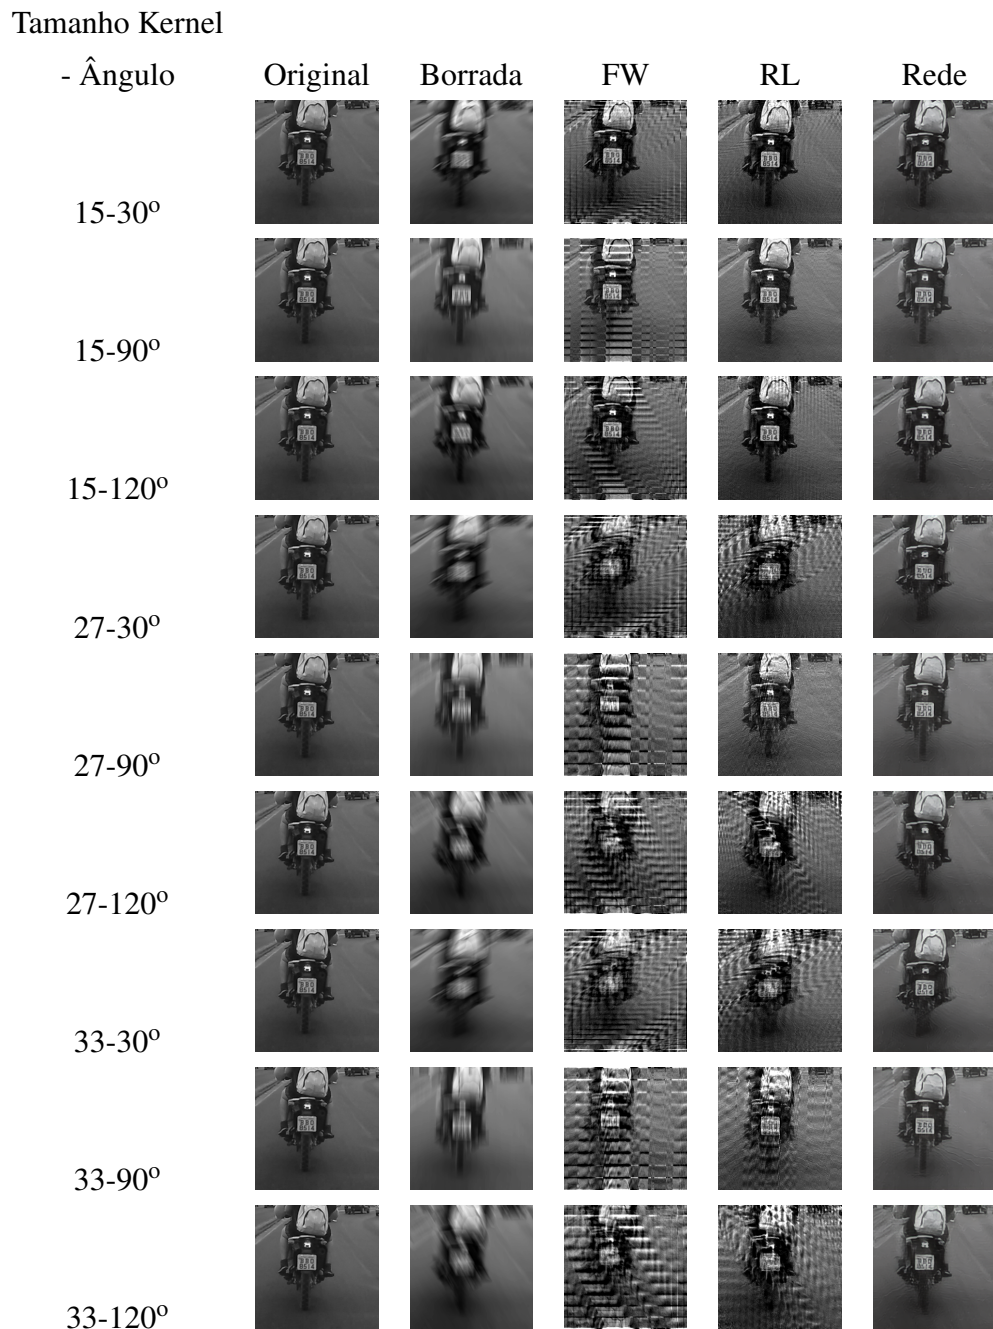 Tamanho Kernel
- Ângulo Original Borrada FW RL Rede
15-30º
15-90º
15-120º
27-30º
27-90º
27-120º
33-30º
33-90º
33-120º